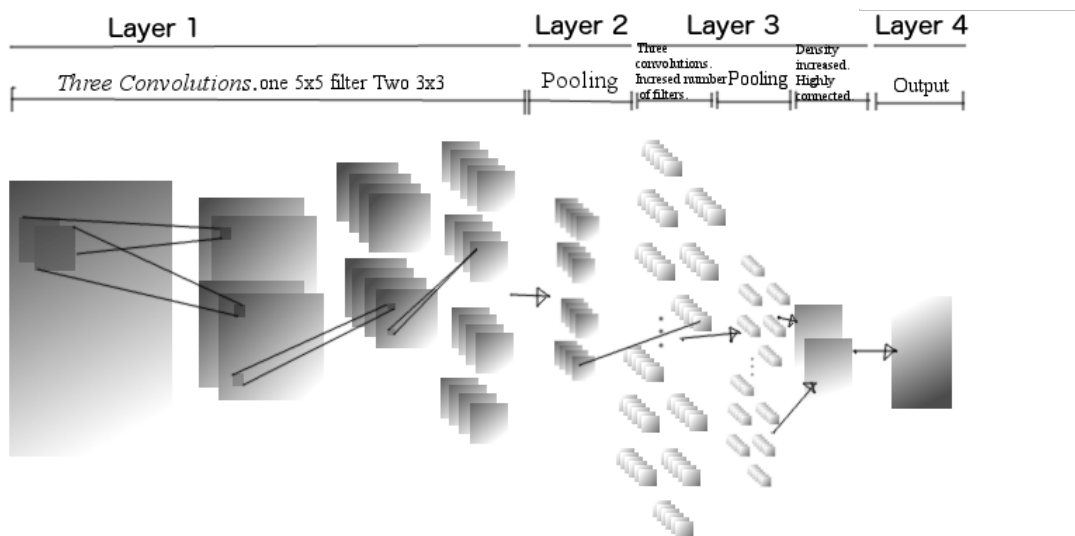 Layer 1
Layer 2
Layer 3
Layer 4
Three Convolutions. one 5x5 filter Two 3x3
Pooling
Three
convolutions.
Incresed number
of filters.
Pooling
Density
increased.
Highly
connected.
Output